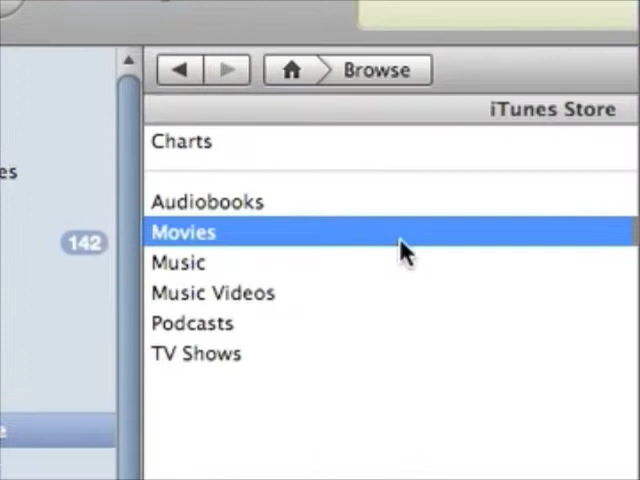 Browse
iTunes Store
Charts
Audiobooks
Movies
142
Music
Music Videos
Podcasts
TV Shows